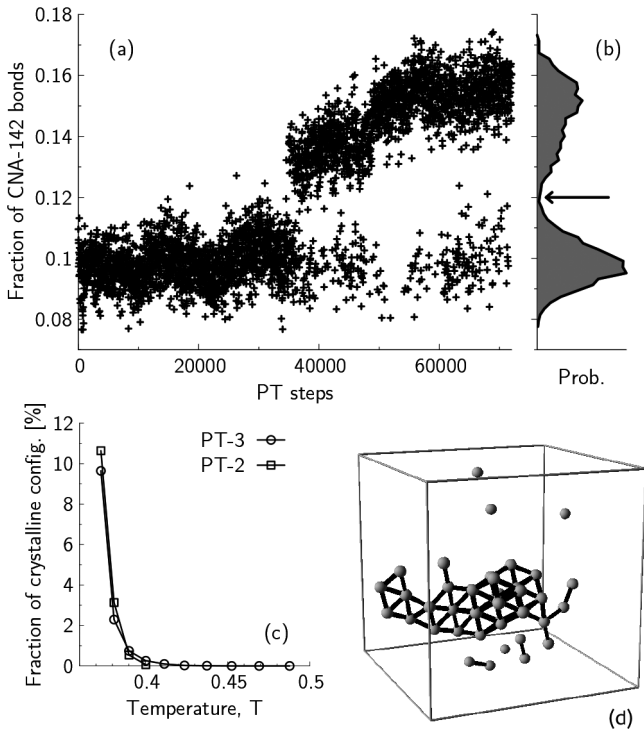 (a)
(b)
Fraction of CNA-142 bonds
0.18
0.16
0.14
0.12
0.1
0.08
0
20000
40000
60000
PT steps
Prob.
Fraction of crystalline config. [%]
12
10
8
6
4
2
0
PT-3
PT-2
(c)
0.4
0.45
0.5
Temperature, T
(d)